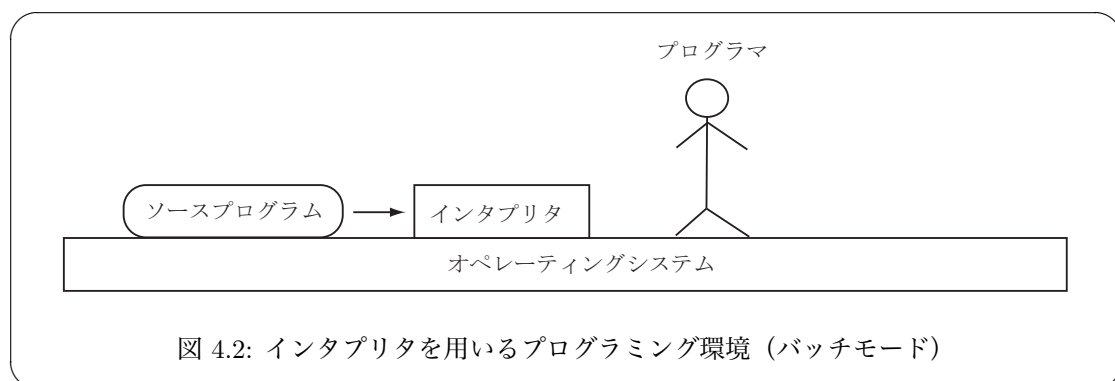 プログラマ
ソースプログラム
インタプリタ
オペレーティングシステム
図 4.2: インタプリタを用いるプログラミング環境（バッチモード）